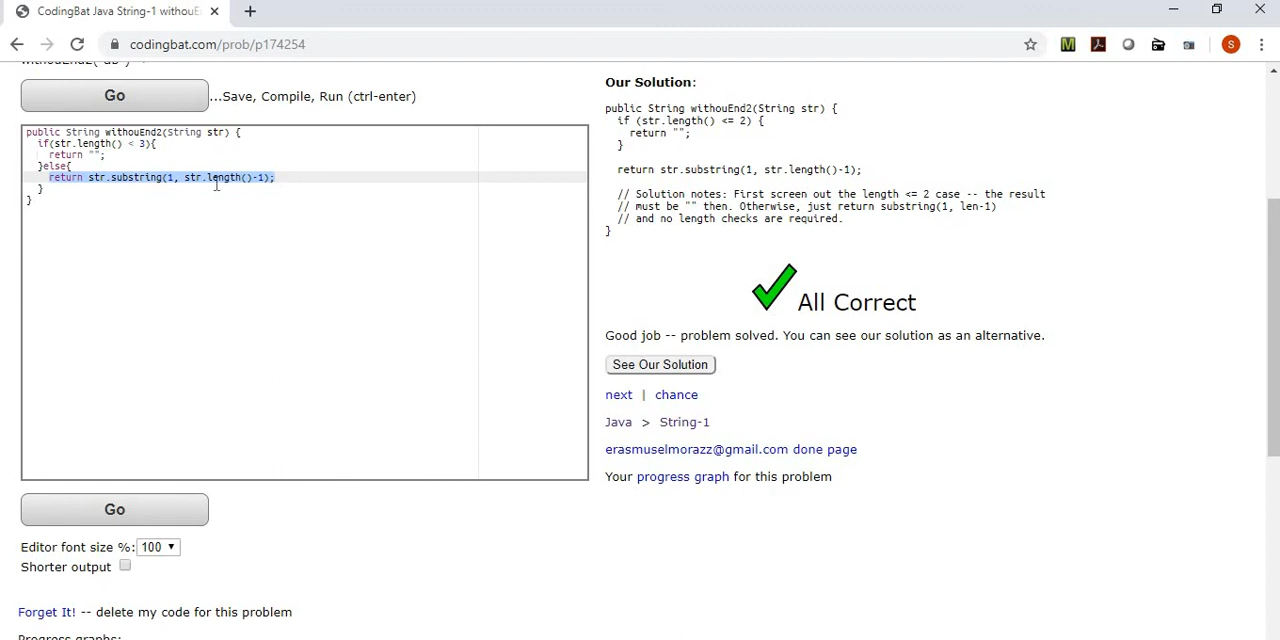 CodingBat Java String-1 withouE
codingbat.com/prob/p174254
S
Go ...Save, Compile, Run (ctrl-enter)
public String withouEnd2(String str) {
if(str.length() < 3){
return "";
}else{
return str.substring(1, str.length()-1);
}
}
Go
Editor font size %: 100
Shorter output
Forget It! -- delete my code for this problem
Progress graphs:
Our Solution:
public String withouEnd2(String str) {
if (str.length() <= 2) {
return "";
}
return str.substring(1, str.length()-1);
// Solution notes: First screen out the length <= 2 case -- the result
// must be "" then. Otherwise, just return substring(1, len-1)
// and no length checks are required.
}
All Correct
Good job -- problem solved. You can see our solution as an alternative.
See Our Solution
next | chance
Java > String-1
erasmuselmorazz@gmail.com done page
Your progress graph for this problem